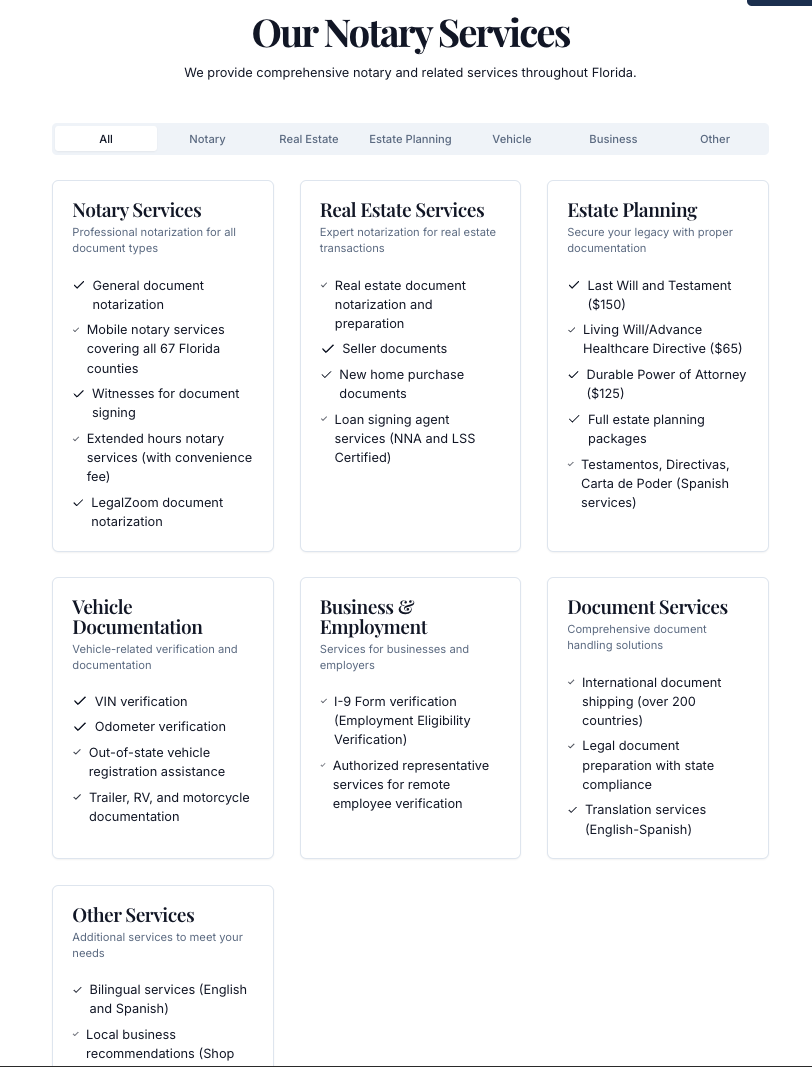 Our Notary Services
We provide comprehensive notary and related services throughout Florida.
All
Notary
Real Estate
Estate Planning
Vehicle
Business
Other
Notary Services
Professional notarization for all
document types
General document
notarization
Mobile notary services
covering all 67 Florida
counties
Witnesses for document
signing
Extended hours notary
services (with convenience
fee)
LegalZoom document
notarization
Real Estate Services
Expert notarization for real estate
transactions
Real estate document
notarization and
preparation
Seller documents
New home purchase
documents
Loan signing agent
services (NNA and LSS
Certified)
Estate Planning
Secure your legacy with proper
documentation
Last Will and Testament
($150)
Living Will/Advance
Healthcare Directive ($65)
Durable Power of Attorney
($125)
Full estate planning
packages
Testamentos, Directivas,
Carta de Poder (Spanish
services)
Vehicle
Documentation
Vehicle-related verification and
documentation
VIN verification
Odometer verification
Out-of-state vehicle
registration assistance
Trailer, RV, and motorcycle
documentation
Business &
Employment
Services for businesses and
employers
I-9 Form verification
(Employment Eligibility
Verification)
Authorized representative
services for remote
employee verification
Document Services
Comprehensive document
handling solutions
International document
shipping (over 200
countries)
Legal document
preparation with state
compliance
Translation services
(English-Spanish)
Other Services
Additional services to meet your
needs
Bilingual services (English
and Spanish)
Local business
recommendations (Shop